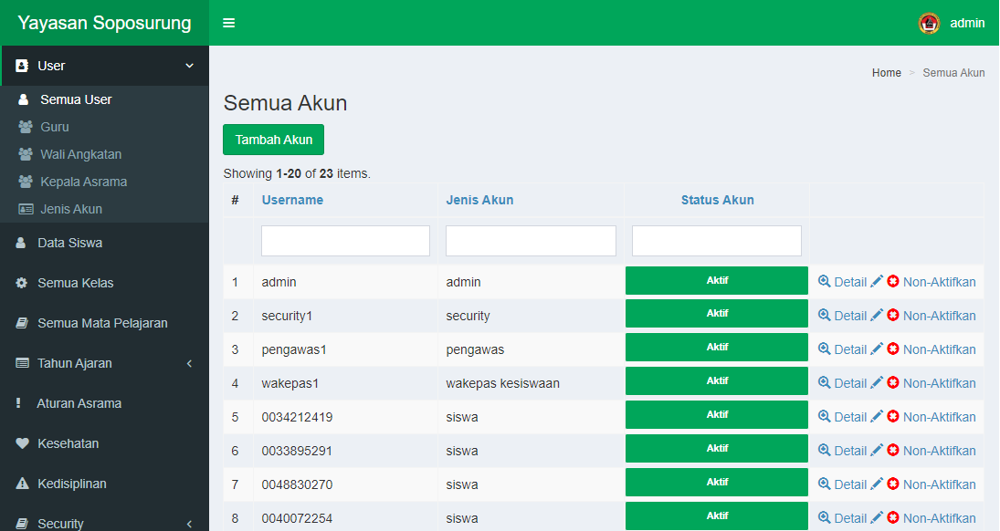 Yayasan Soposurung
admin
User
Semua User
Guru
Wali Angkatan
Kepala Asrama
Jenis Akun
Data Siswa
Semua Kelas
Semua Mata Pelajaran
Tahun Ajaran
Aturan Asrama
Kesehatan
Kedisiplinan
Security
Home > Semua Akun
Semua Akun
Tambah Akun
Showing 1-20 of 23 items.
# Username Jenis Akun Status Akun
1 admin admin Aktif Detail Non-Aktifkan
2 security1 security Aktif Detail Non-Aktifkan
3 pengawas1 pengawas Aktif Detail Non-Aktifkan
4 wakepas1 wakepas kesiswaan Aktif Detail Non-Aktifkan
5 0034212419 siswa Aktif Detail Non-Aktifkan
6 0033895291 siswa Aktif Detail Non-Aktifkan
7 0048830270 siswa Aktif Detail Non-Aktifkan
8 0040072254 siswa Aktif Detail Non-Aktifkan